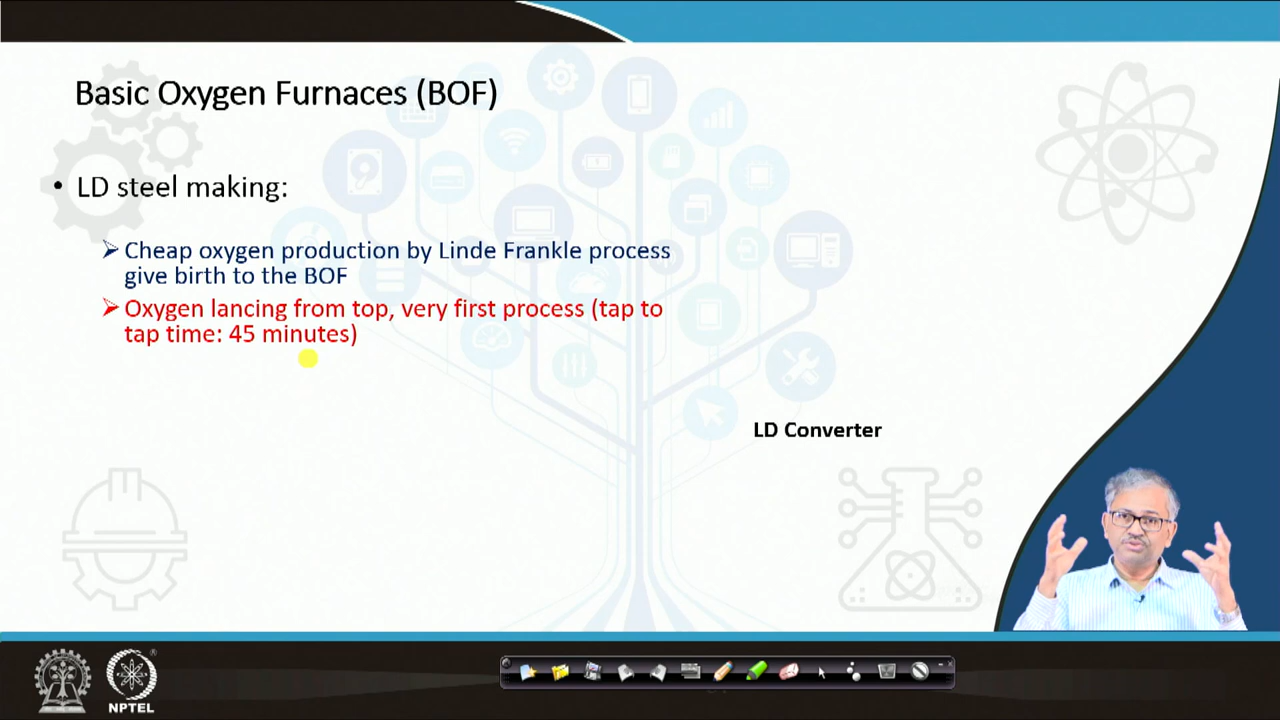 Basic Oxygen Furnaces (BOF)
• LD steel making:
➢ Cheap oxygen production by Linde Frankle process
give birth to the BOF
➢ Oxygen lancing from top, very first process (tap to
tap time: 45 minutes)
LD Converter
NPTEL